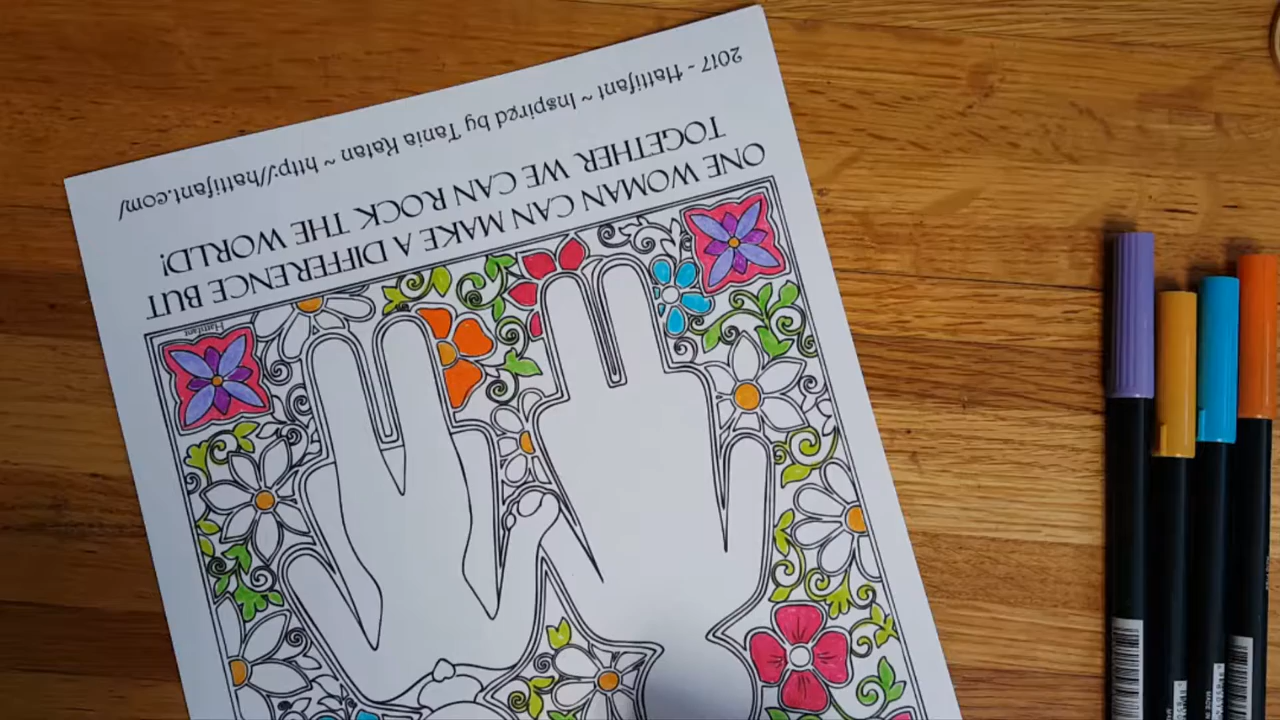 ONE WOMAN CAN MAKE A DIFFERENCE BUT
TOGETHER WE CAN ROCK THE WORLD!
2017 - Hattifant ~ Inspired by Tania Katan ~ http://hattifant.com/
Hattifant